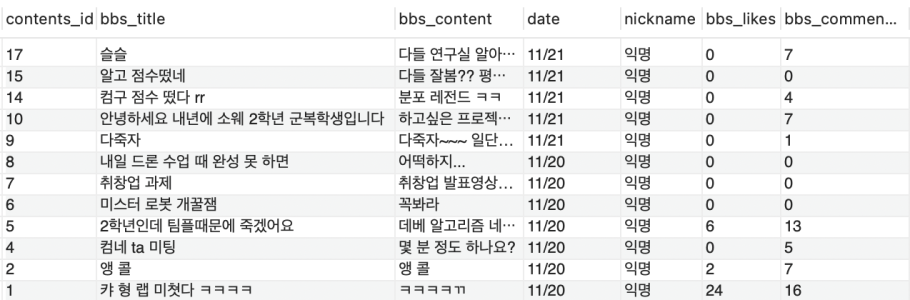 contents_id bbs_title bbs_content date nickname bbs_likes bbs_commen...
17 슬슬 다들 연구실 알아… 11/21 익명 0 7
15 알고 점수떴네 다들 잘봄?? 평… 11/21 익명 0 0
14 컴구 점수 떴다 rr 분포 레전드 ㅋㅋ 11/21 익명 0 4
10 안녕하세요 내년에 소웨 2학년 군복학생입니다 하고싶은 프로젝… 11/21 익명 0 7
9 다죽자 다죽자~~~ 일단… 11/21 익명 0 1
8 내일 드론 수업 때 완성 못 하면 어떡하지... 11/20 익명 0 0
7 취창업 과제 취창업 발표영상… 11/20 익명 0 0
6 미스터 로봇 개꿀잼 꼭봐라 11/20 익명 0 0
5 2학년인데 팀플때문에 죽겠어요 데베 알고리즘 네… 11/20 익명 6 13
4 컴네 ta 미팅 몇 분 정도 하나요? 11/20 익명 0 5
2 앵 콜 앵 콜 11/20 익명 2 7
1 캬 형 랩 미쳣다 ㅋㅋㅋㅋ ㅋㅋㅋㅋㄲ 11/20 익명 24 16